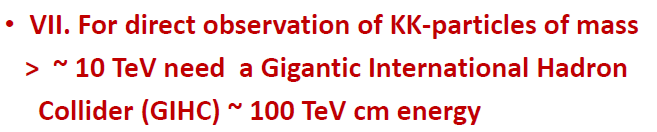 • VII. For direct observation of KK-particles of mass
> ~ 10 TeV need a Gigantic International Hadron
Collider (GIHC) ~ 100 TeV cm energy